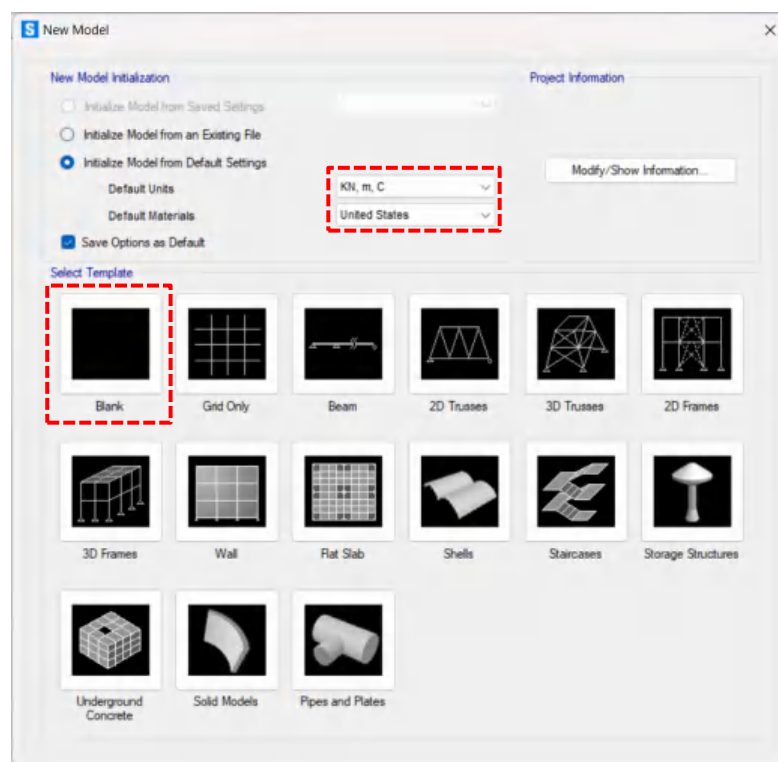 S New Model
New Model Initialization
Project Information
Initialize Model from Saved Settings
Initialize Model from an Existing File
Initialize Model from Default Settings
Modify/Show Information...
Default Units
KN, m, C
Default Materials
United States
Save Options as Default
Select Template
Blank
Grid Only
Beam
2D Trusses
3D Trusses
2D Frames
3D Frames
Wall
Flat Slab
Shells
Staircases
Storage Structures
Underground
Concrete
Solid Models
Pipes and Plates